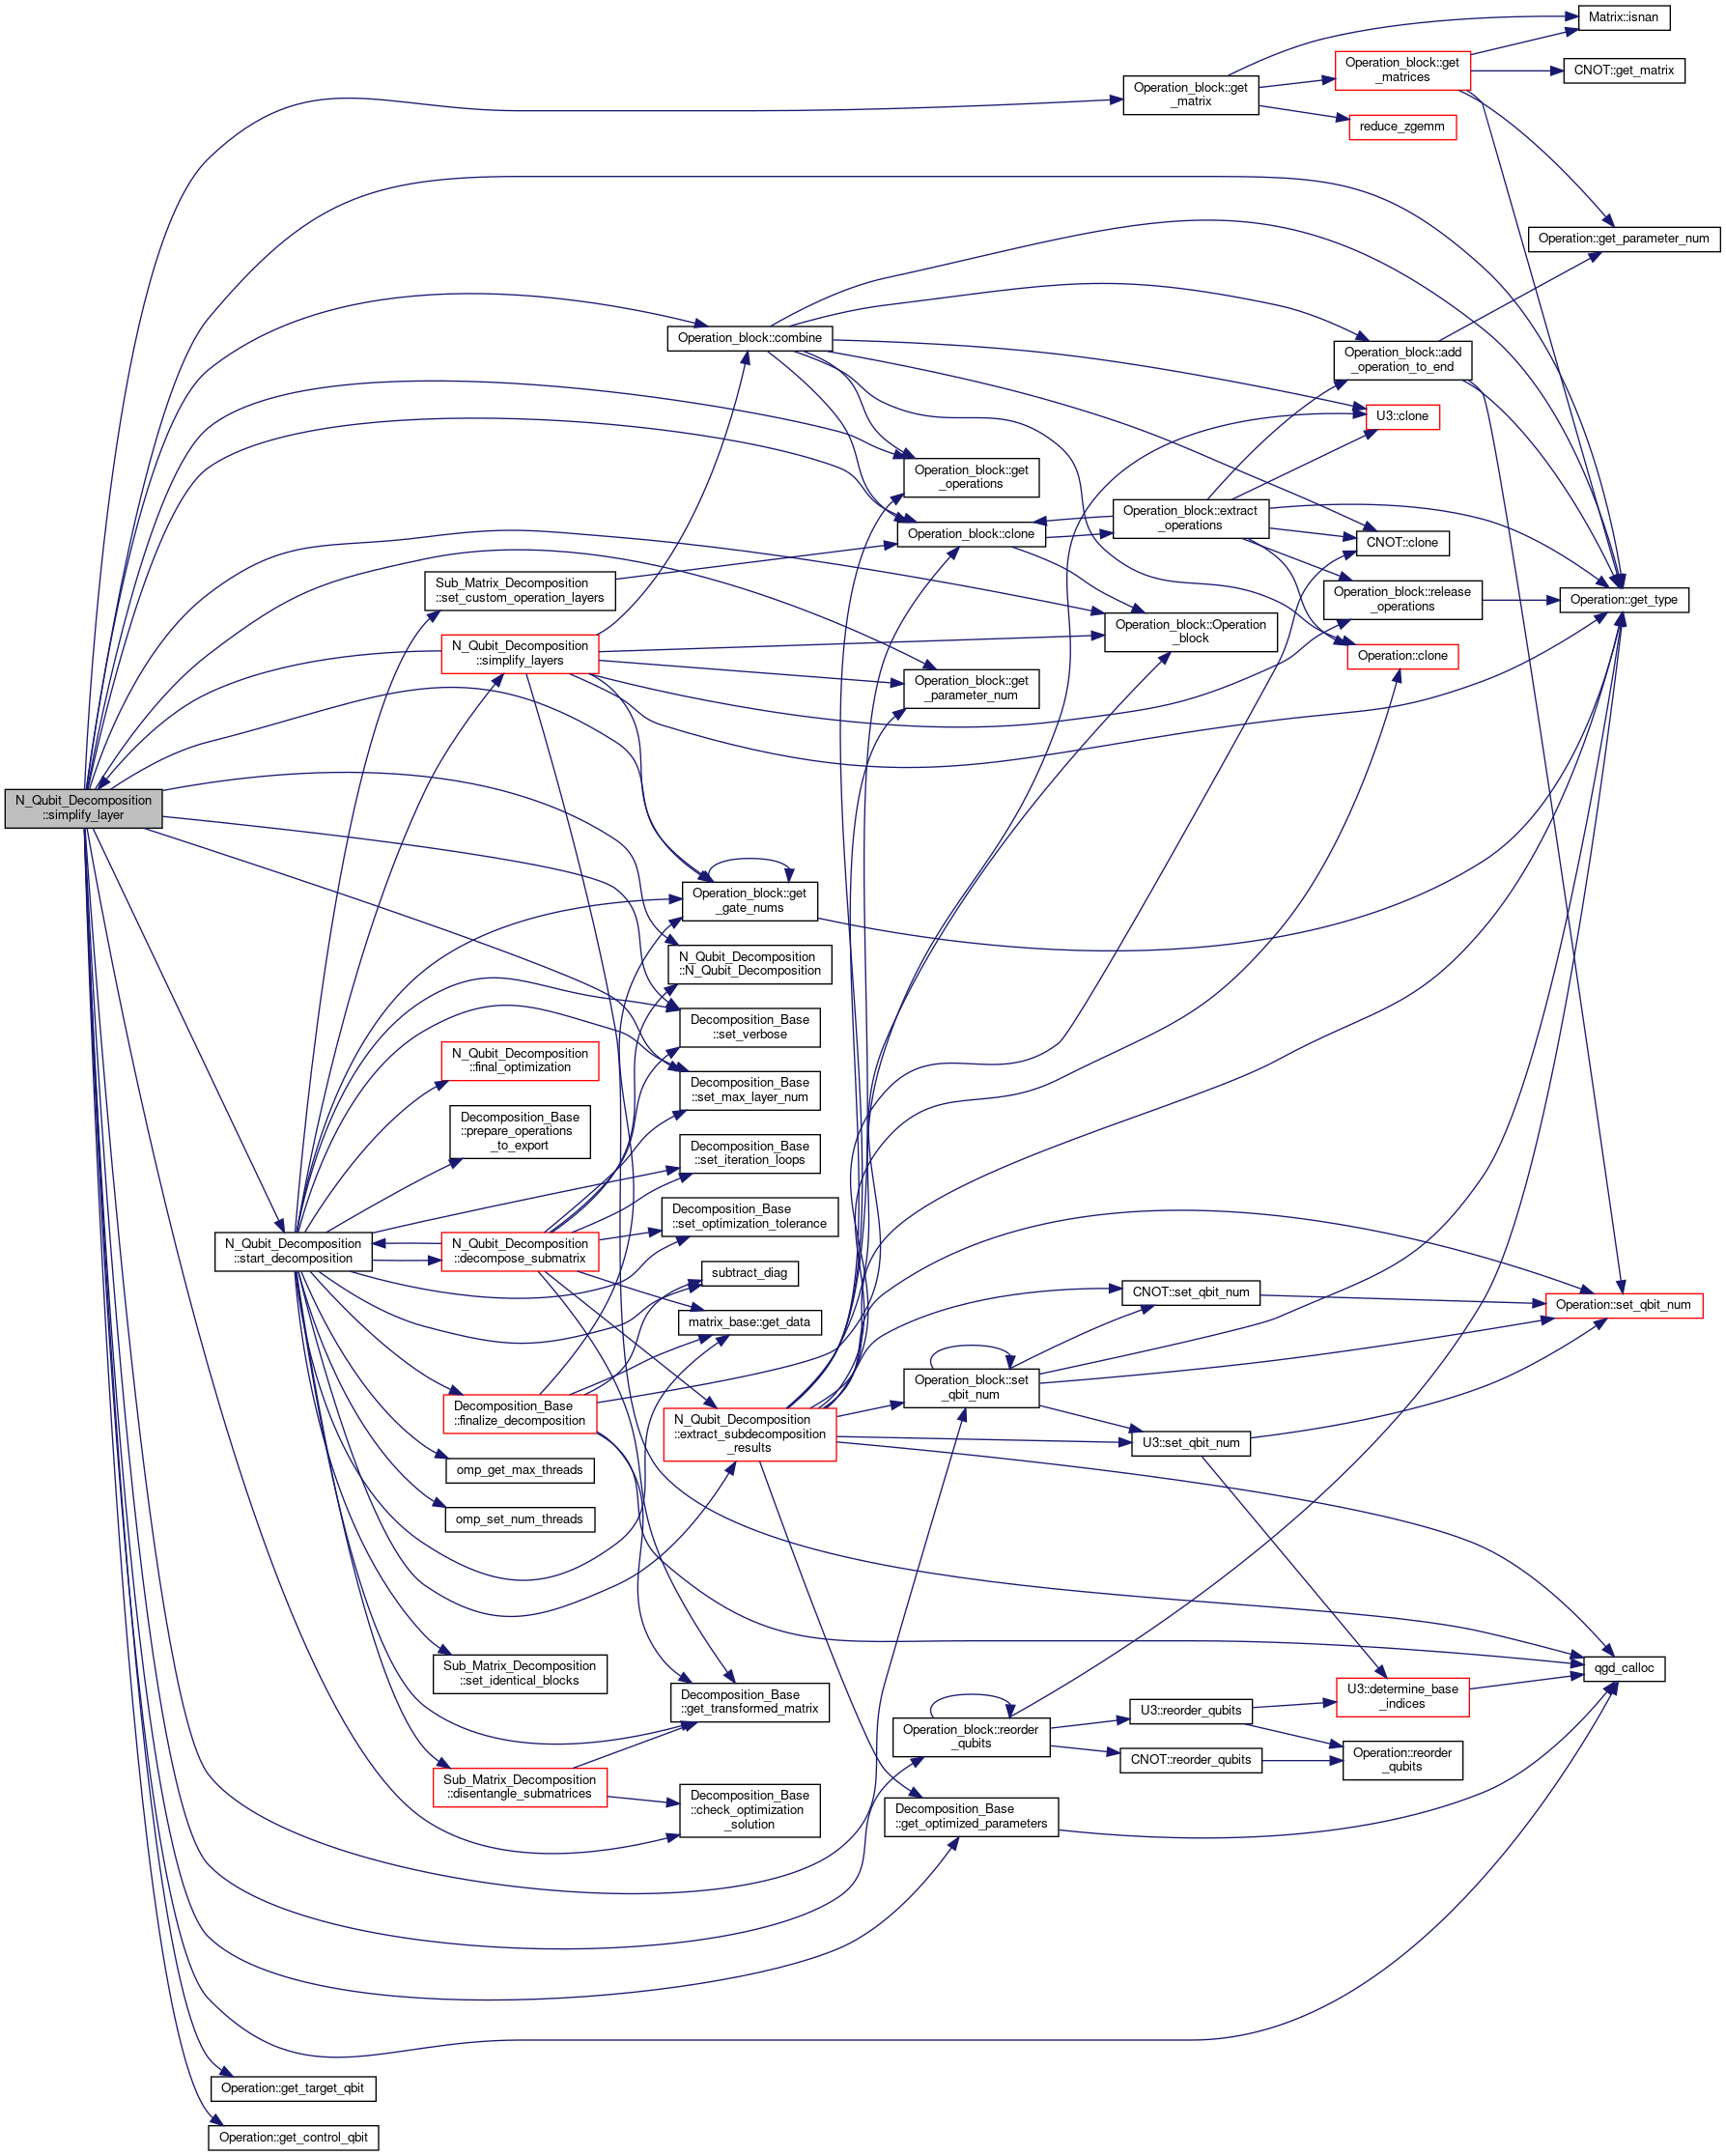 Matrix::isnan
Operation_block::get
_matrices
CNOT::get_matrix
Operation_block::get
_matrix
reduce_zgemm
Operation::get_parameter_num
Operation_block::combine
Operation_block::add
_operation_to_end
U3::clone
Operation_block::get
_operations
Operation_block::extract
_operations
Operation_block::clone
CNOT::clone
Sub_Matrix_Decomposition
::set_custom_operation_layers
Operation_block::release
_operations
Operation::get_type
Operation_block::Operation
_block
N_Qubit_Decomposition
::simplify_layers
Operation::clone
Operation_block::get
_parameter_num
N_Qubit_Decomposition
::simplify_layer
Operation_block::get
_gate_nums
N_Qubit_Decomposition
::N_Qubit_Decomposition
Decomposition_Base
::set_verbose
N_Qubit_Decomposition
::final_optimization
Decomposition_Base
::set_max_layer_num
Decomposition_Base
::prepare_operations
_to_export
Decomposition_Base
::set_iteration_loops
Decomposition_Base
::set_optimization_tolerance
N_Qubit_Decomposition
::start_decomposition
N_Qubit_Decomposition
::decompose_submatrix
subtract_diag
CNOT::set_qbit_num
Operation::set_qbit_num
matrix_base::get_data
Operation_block::set
_qbit_num
Decomposition_Base
::finalize_decomposition
N_Qubit_Decomposition
::extract_subdecomposition
_results
U3::set_qbit_num
omp_get_max_threads
omp_set_num_threads
Sub_Matrix_Decomposition
::set_identical_blocks
qgd_calloc
Decomposition_Base
::get_transformed_matrix
U3::determine_base
_indices
U3::reorder_qubits
Operation_block::reorder
_qubits
CNOT::reorder_qubits
Operation::reorder
_qubits
Sub_Matrix_Decomposition
::disentangle_submatrices
Decomposition_Base
::check_optimization
_solution
Decomposition_Base
::get_optimized_parameters
Operation::get_target_qbit
Operation::get_control_qbit